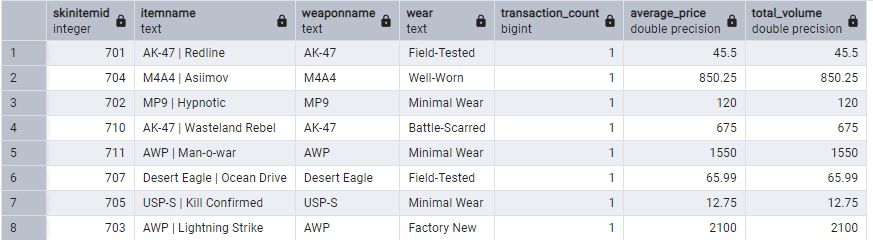 skinitemid integer itemname text weaponname text wear text transaction_count bigint average_price double precision total_volume double precision
1 701 AK-47 | Redline AK-47 Field-Tested 1 45.5 45.5
2 704 M4A4 | Asiimov M4A4 Well-Worn 1 850.25 850.25
3 702 MP9 | Hypnotic MP9 Minimal Wear 1 120 120
4 710 AK-47 | Wasteland Rebel AK-47 Battle-Scarred 1 675 675
5 711 AWP | Man-o-war AWP Minimal Wear 1 1550 1550
6 707 Desert Eagle | Ocean Drive Desert Eagle Field-Tested 1 65.99 65.99
7 705 USP-S | Kill Confirmed USP-S Minimal Wear 1 12.75 12.75
8 703 AWP | Lightning Strike AWP Factory New 1 2100 2100